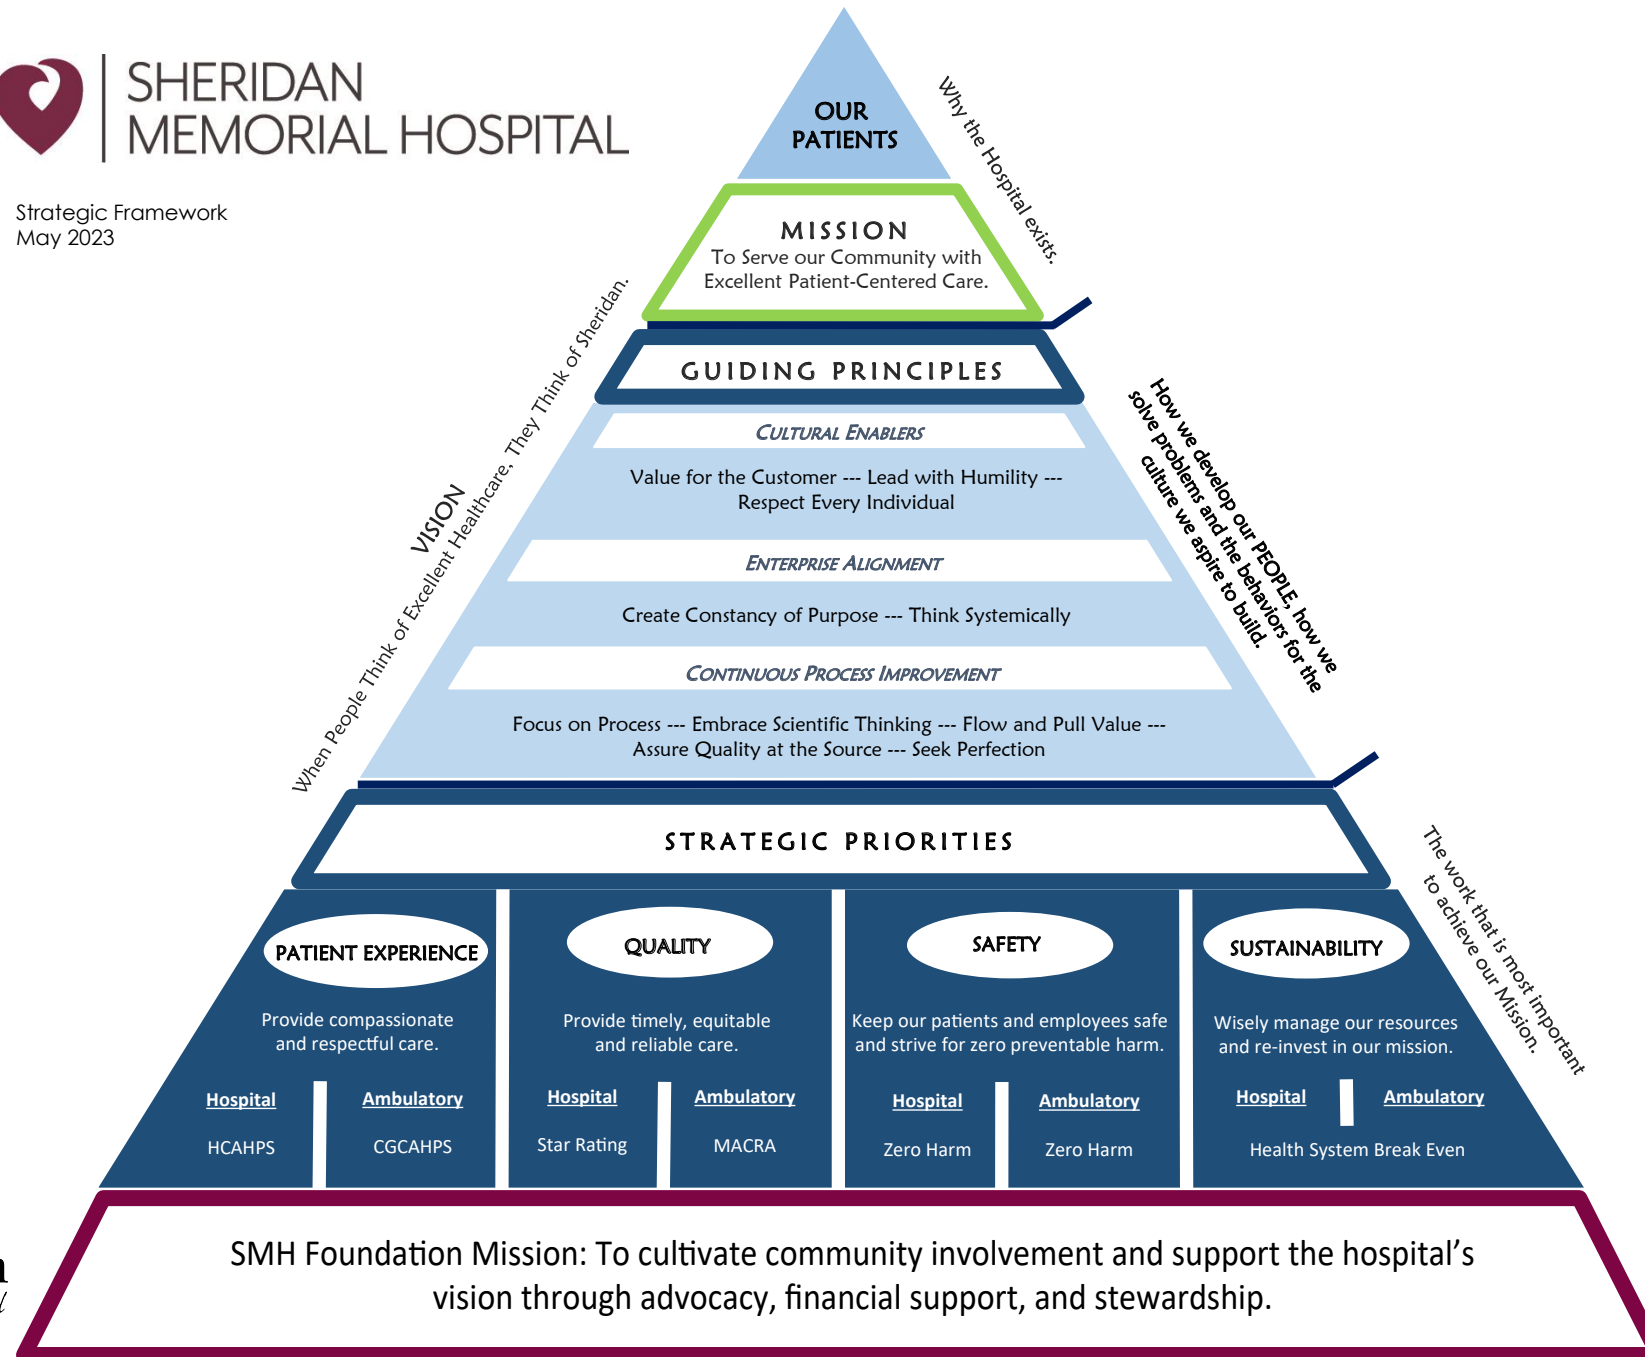 SHERIDAN
MEMORIAL HOSPITAL
Strategic Framework
May 2023
OUR
PATIENTS
Why the Hospital exists.
MISSION
To Serve our Community with
Excellent Patient-Centered Care.
VISION
When People Think of Excellent Healthcare, They Think of Sheridan.
GUIDING PRINCIPLES
CULTURAL ENABLERS
Value for the Customer --- Lead with Humility ---
Respect Every Individual
ENTERPRISE ALIGNMENT
Create Constancy of Purpose --- Think Systemically
CONTINUOUS PROCESS IMPROVEMENT
Focus on Process --- Embrace Scientific Thinking --- Flow and Pull Value ---
Assure Quality at the Source --- Seek Perfection
How we develop our PEOPLE, how we
solve problems and the behaviors for the
culture we aspire to build.
STRATEGIC PRIORITIES
The work that is most important
to achieve our Mission.
PATIENT EXPERIENCE
Provide compassionate
and respectful care.
Hospital Ambulatory
HCAHPS CGCAHPS
QUALITY
Provide timely, equitable
and reliable care.
Hospital Ambulatory
Star Rating MACRA
SAFETY
Keep our patients and employees safe
and strive for zero preventable harm.
Hospital Ambulatory
Zero Harm Zero Harm
SUSTAINABILITY
Wisely manage our resources
and re-invest in our mission.
Hospital Ambulatory
Health System Break Even
SMH Foundation Mission: To cultivate community involvement and support the hospital's
vision through advocacy, financial support, and stewardship.